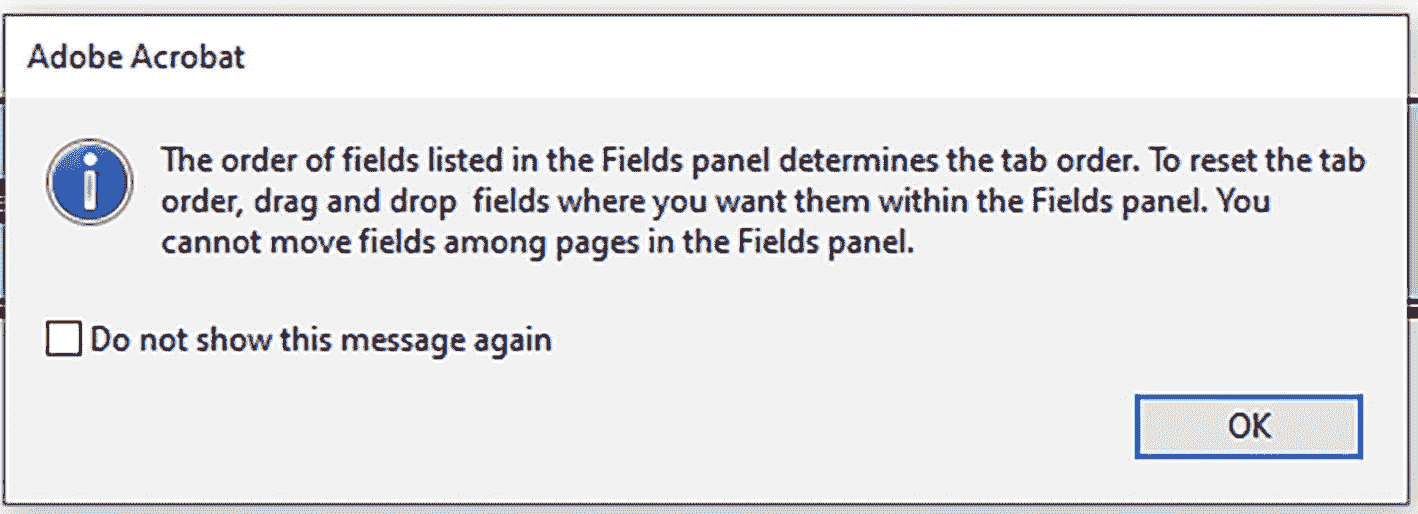 Adobe Acrobat
The order of fields listed in the Fields panel determines the tab order. To reset the tab
order, drag and drop  fields where you want them within the Fields panel. You
cannot move fields among pages in the Fields panel.
Do not show this message again
OK